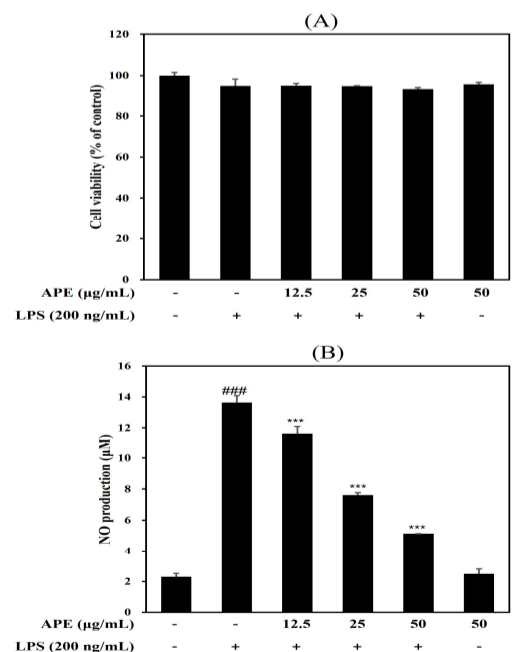 (A)
120
100
80
60
40
20
0
Cell viability (% of control)
APE (μg/mL) - - 12.5 25 50 50
LPS (200 ng/mL) - + + + + -
(B)
16
14
12
10
8
6
4
2
0
NO production (μM)
###
***
***
***
APE (μg/mL) - - 12.5 25 50 50
LPS (200 ng/mL) - + + + + -